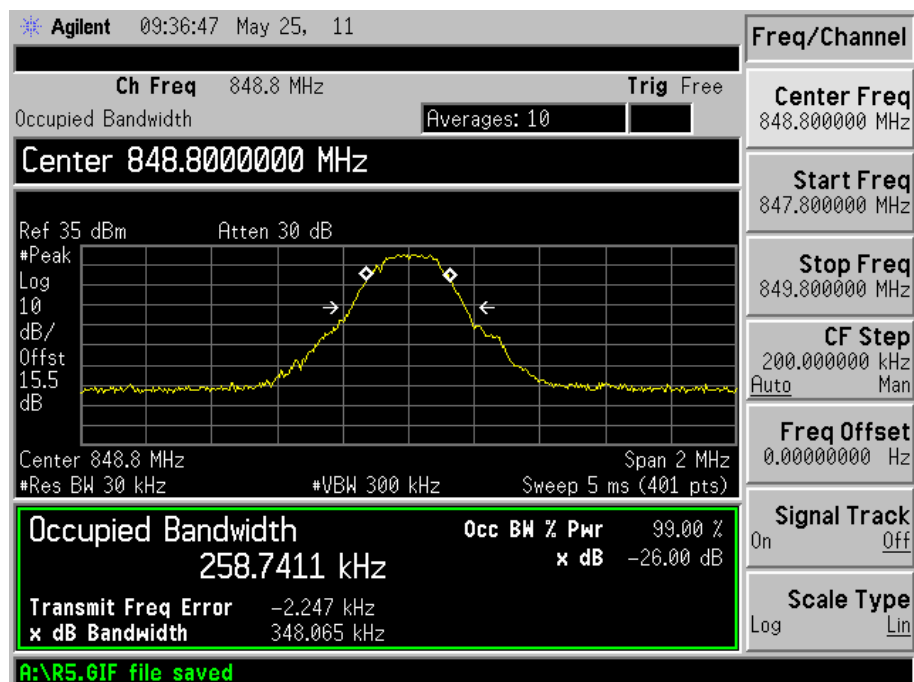 Agilent 09:36:47 May 25, 11
Freq/Channel
Ch Freq 848.8 MHz Trig Free
Occupied Bandwidth Averages: 10
Center 848.8000000 MHz
Ref 35 dBm Atten 30 dB
#Peak
Log
10
dB/
Offst
15.5
dB
Center 848.8 MHz Span 2 MHz
#Res BW 30 kHz #VBW 300 kHz Sweep 5 ms (401 pts)
Occupied Bandwidth Occ BW % Pwr 99.00 %
258.7411 kHz x dB -26.00 dB
Transmit Freq Error -2.247 kHz
x dB Bandwidth 348.065 kHz
A:\R5.GIF file saved
Center Freq
848.800000 MHz
Start Freq
847.800000 MHz
Stop Freq
849.800000 MHz
CF Step
200.000000 kHz
Auto Man
Freq Offset
0.00000000 Hz
Signal Track
On Off
Scale Type
Log Lin